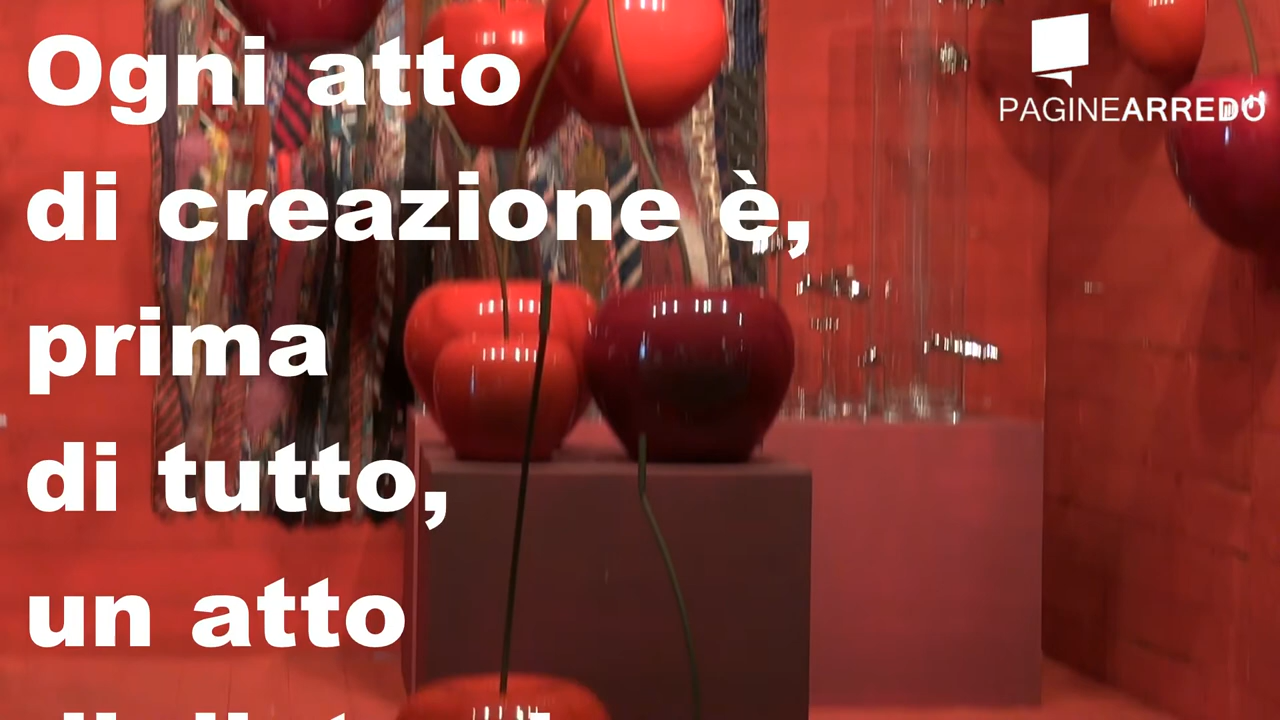 Ogni atto
di creazione è,
prima
di tutto,
un atto
PAGINEARREDO